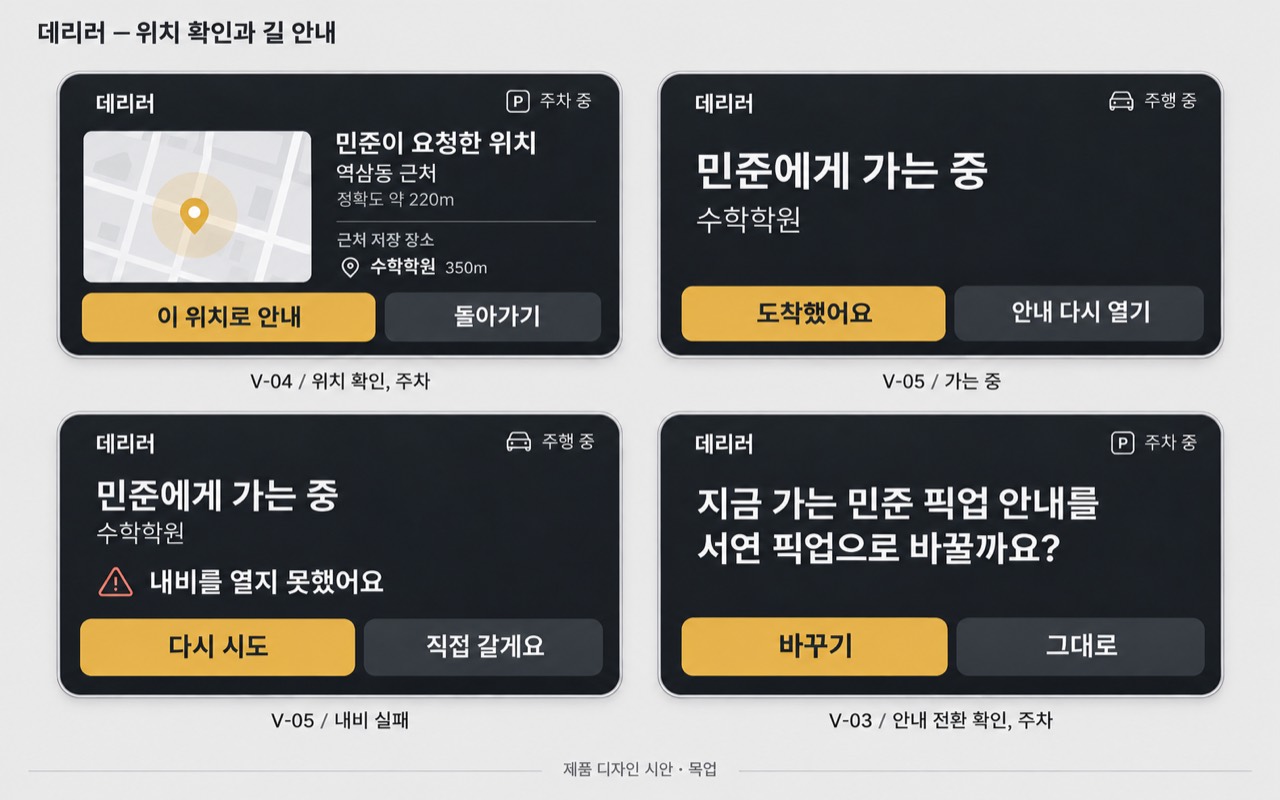 데리러 – 위치 확인과 길 안내
데리러
P 주차 중
민준이 요청한 위치
역삼동 근처
정확도 약 220m
근처 저장 장소
수학학원 350m
이 위치로 안내
돌아가기
V-04 / 위치 확인, 주차
데리러
주행 중
민준에게 가는 중
수학학원
도착했어요
안내 다시 열기
V-05 / 가는 중
데리러
주행 중
민준에게 가는 중
수학학원
내비를 열지 못했어요
다시 시도
직접 갈게요
V-05 / 내비 실패
데리러
P 주차 중
지금 가는 민준 픽업 안내를
서연 픽업으로 바꿀까요?
바꾸기
그대로
V-03 / 안내 전환 확인, 주차
제품 디자인 시안 · 목업